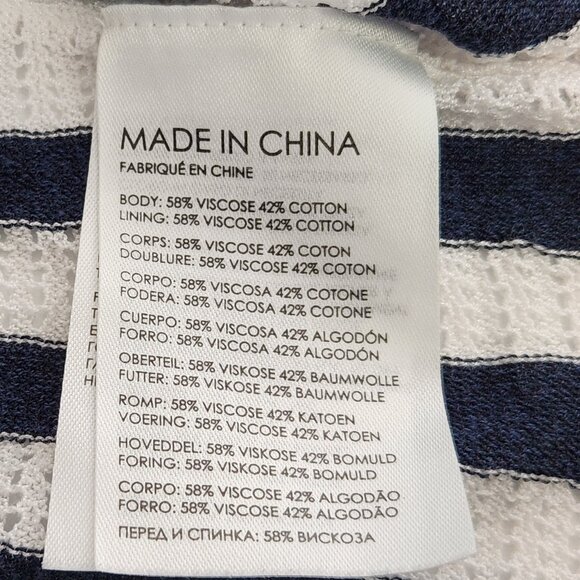 MADE IN CHINA
FABRIQUÉ EN CHINE
BODY: 58% VISCOSE 42% COTTON
LINING: 58% VISCOSE 42% COTTON
CORPS: 58% VISCOSE 42% COTON
DOUBLURE: 58% VISCOSE 42% COTON
CORPO: 58% VISCOSA 42% COTONE
FODERA: 58% VISCOSA 42% COTONE
CUERPO: 58% VISCOSA 42% ALGODÓN
FORRO: 58% VISCOSA 42% ALGODÓN
OBERTEIL: 58% VISKOSE 42% BAUMWOLLE
FUTTER: 58% VISKOSE 42% BAUMWOLLE
ROMP: 58% VISCOSE 42% KATOEN
VOERING: 58% VISCOSE 42% KATOEN
HOVEDDEL: 58% VISKOSE 42% BOMULD
FORING: 58% VISKOSE 42% BOMULD
CORPO: 58% VISCOSE 42% ALGODÃO
FORRO: 58% VISCOSE 42% ALGODÃO
ПЕРЕД И СПИНКА: 58% ВИСКОЗА